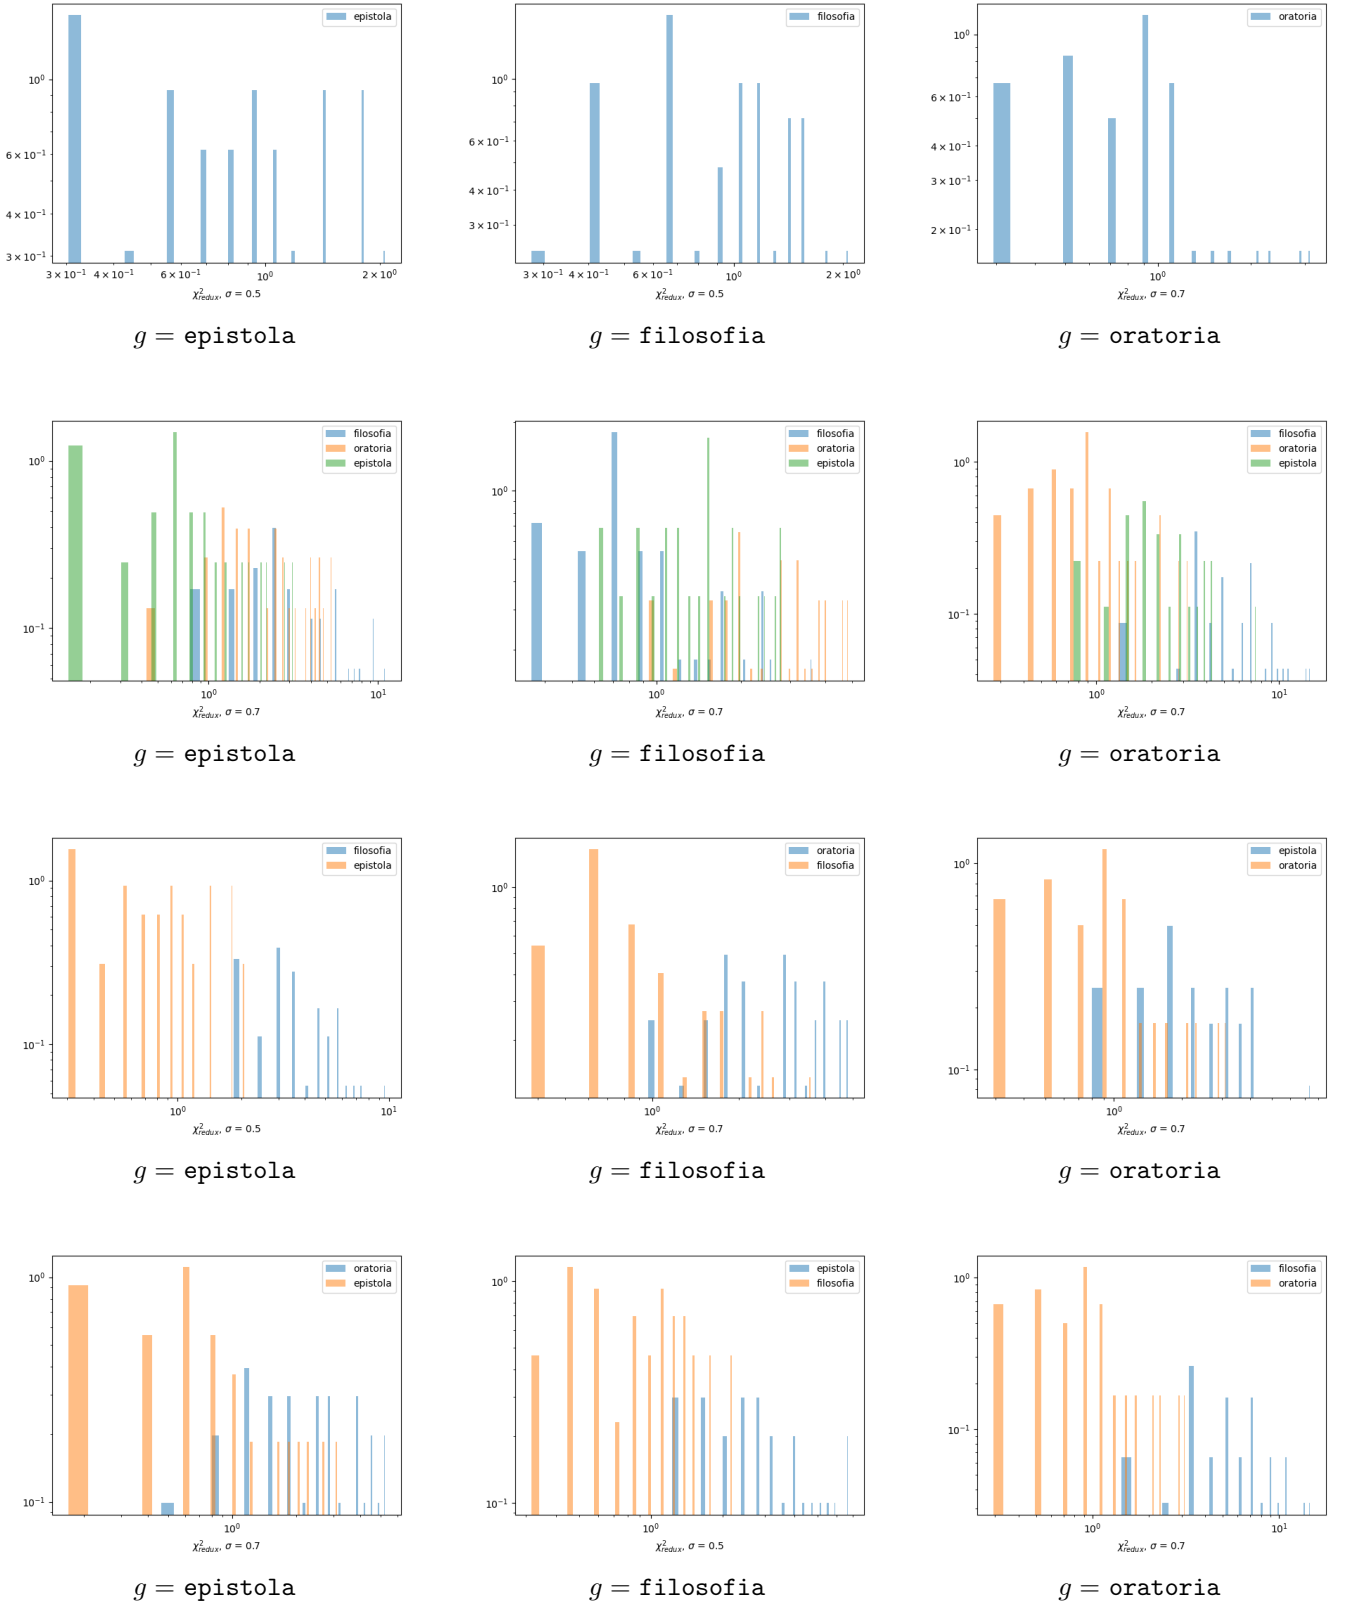 epistola
10⁰
6 × 10⁻¹
4 × 10⁻¹
3 × 10⁻¹
3 × 10⁻¹ 4 × 10⁻¹ 6 × 10⁻¹ 10⁰ 2 × 10⁰
χ²redux, σ = 0.5
g = epistola
filosofia
10⁰
6 × 10⁻¹
4 × 10⁻¹
3 × 10⁻¹
3 × 10⁻¹ 4 × 10⁻¹ 6 × 10⁻¹ 10⁰ 2 × 10⁰
χ²redux, σ = 0.5
g = filosofia
oratoria
10⁰
6 × 10⁻¹
4 × 10⁻¹
3 × 10⁻¹
2 × 10⁻¹
10⁰
χ²redux, σ = 0.7
g = oratoria
filosofia
oratoria
epistola
10⁰
10⁻¹
10⁰ 10¹
χ²redux, σ = 0.7
g = epistola
filosofia
oratoria
epistola
10⁰
10⁰
χ²redux, σ = 0.7
g = filosofia
filosofia
oratoria
epistola
10⁰
10⁻¹
10⁰ 10¹
χ²redux, σ = 0.7
g = oratoria
filosofia
epistola
10⁰
10⁻¹
10⁰ 10¹
χ²redux, σ = 0.5
g = epistola
oratoria
filosofia
10⁰
10⁰
χ²redux, σ = 0.7
g = filosofia
epistola
oratoria
10⁰
10⁻¹
10⁰
χ²redux, σ = 0.7
g = oratoria
oratoria
epistola
10⁰
10⁻¹
10⁰
χ²redux, σ = 0.7
g = epistola
epistola
filosofia
10⁰
10⁻¹
10⁰
χ²redux, σ = 0.5
g = filosofia
filosofia
oratoria
10⁰
10⁻¹
10⁰ 10¹
χ²redux, σ = 0.7
g = oratoria